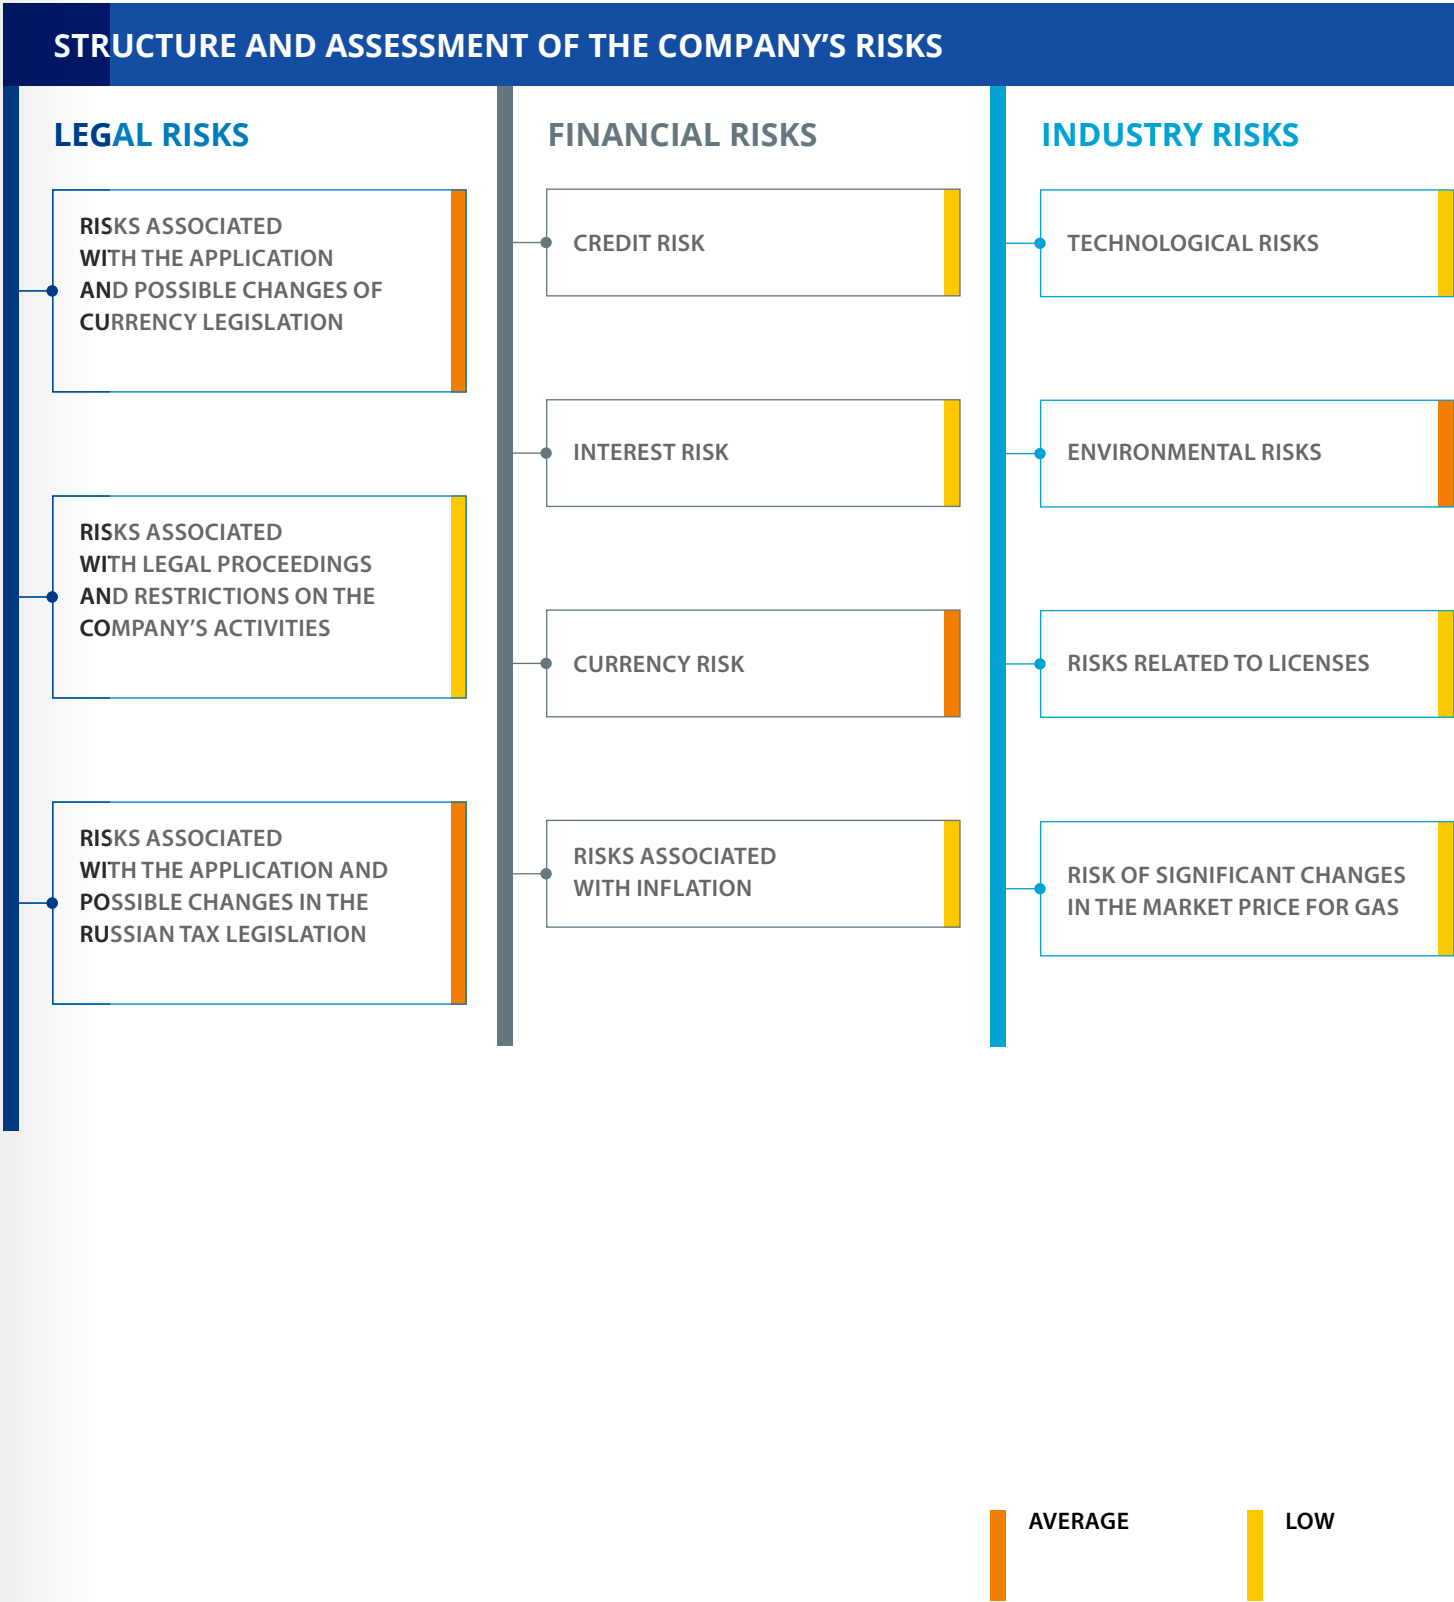 STRUCTURE AND ASSESSMENT OF THE COMPANY’S RISKS
LEGAL RISKS
RISKS ASSOCIATED
WITH THE APPLICATION
AND POSSIBLE CHANGES OF
CURRENCY LEGISLATION
RISKS ASSOCIATED
WITH LEGAL PROCEEDINGS
AND RESTRICTIONS ON THE
COMPANY’S ACTIVITIES
RISKS ASSOCIATED
WITH THE APPLICATION AND
POSSIBLE CHANGES IN THE
RUSSIAN TAX LEGISLATION
FINANCIAL RISKS
CREDIT RISK
INTEREST RISK
CURRENCY RISK
RISKS ASSOCIATED
WITH INFLATION
INDUSTRY RISKS
TECHNOLOGICAL RISKS
ENVIRONMENTAL RISKS
RISKS RELATED TO LICENSES
RISK OF SIGNIFICANT CHANGES
IN THE MARKET PRICE FOR GAS
AVERAGE
LOW